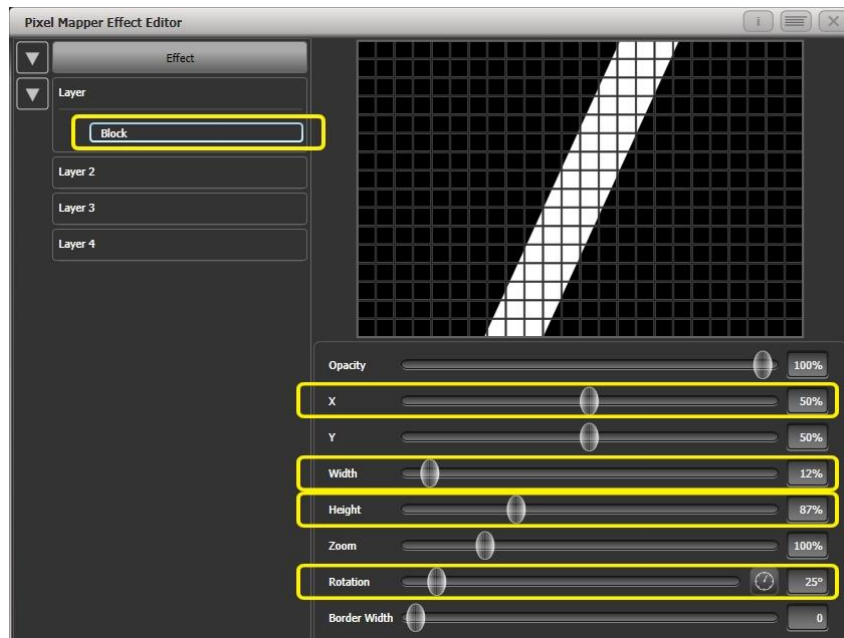 Pixel Mapper Effect Editor
i
Effect
Layer
Block
Layer 2
Layer 3
Layer 4
Opacity 100%
X 50%
Y 50%
Width 12%
Height 87%
Zoom 100%
Rotation 25°
Border Width 0